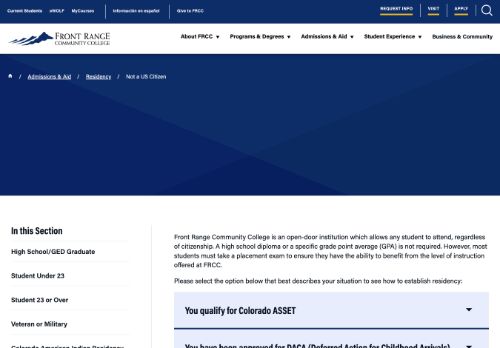 Current Students eWOLF MyCourses Información en español Give to FRCC REQUEST INFO VISIT APPLY
FRONT RANGE
COMMUNITY COLLEGE
About FRCC ▼ Programs & Degrees ▼ Admissions & Aid ▼ Student Experience ▼ Business & Community
/ Admissions & Aid / Residency / Not a US Citizen
In this Section
High School/GED Graduate
Student Under 23
Student 23 or Over
Veteran or Military
Colorado American Indian Residency
Front Range Community College is an open-door institution which allows any student to attend, regardless
of citizenship. A high school diploma or a specific grade point average (GPA) is not required. However, most
students must take a placement exam to ensure they have the ability to benefit from the level of instruction
offered at FRCC.
Please select the option below that best describes your situation to see how to establish residency:
You qualify for Colorado ASSET
You have been approved for DACA (Deferred Action for Childhood Arrivals)